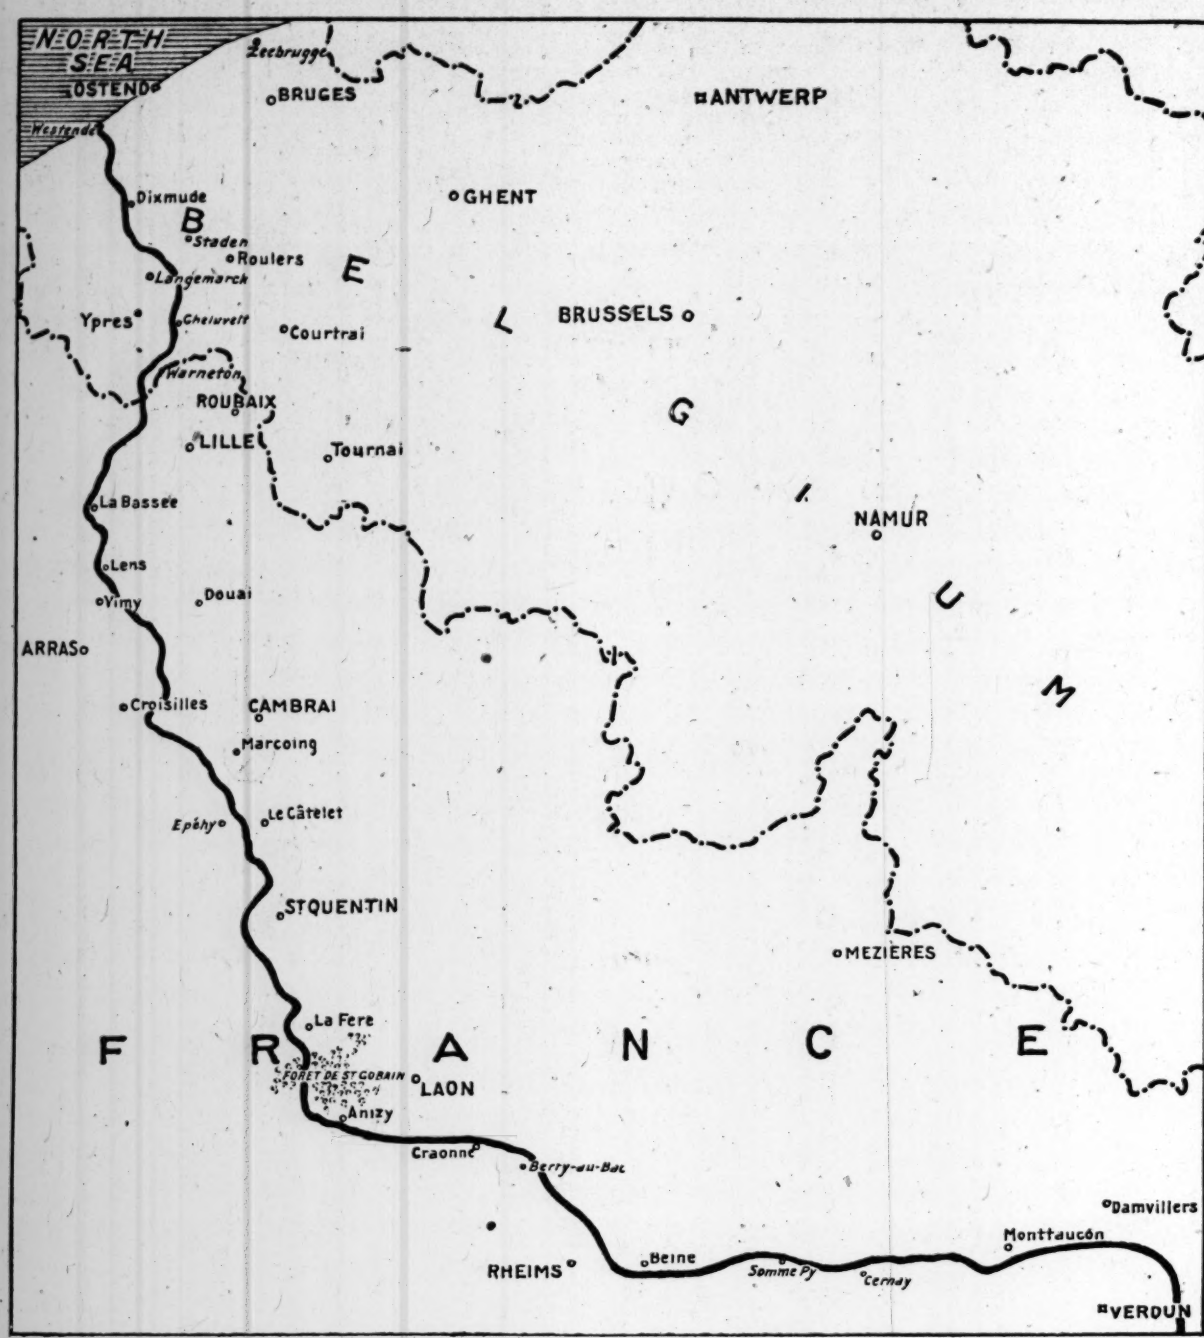 NORTH
SEA
Zeebrugge
OSTEND
BRUGES
ANTWERP
Westende
Dixmude
GHENT
B
Staden
Roulers
E
Langemarck
Ypres
Gheluvelt
L
BRUSSELS
Courtrai
Warneton
ROUBAIX
G
LILLE
Tournai
I
La Bassee
NAMUR
Lens
Vimy
Douai
U
ARRAS
M
Croisilles
CAMBRAI
Marcoing
Epéhy
Le Câtelet
ST QUENTIN
MEZIERES
La Fere
F R A N C E
FORET DE ST GOBAIN
LAON
Anizy
Craonne
Berry-au-Bac
Damvillers
Montfaucon
RHEIMS
Beine
Somme Py
Cernay
VERDUN